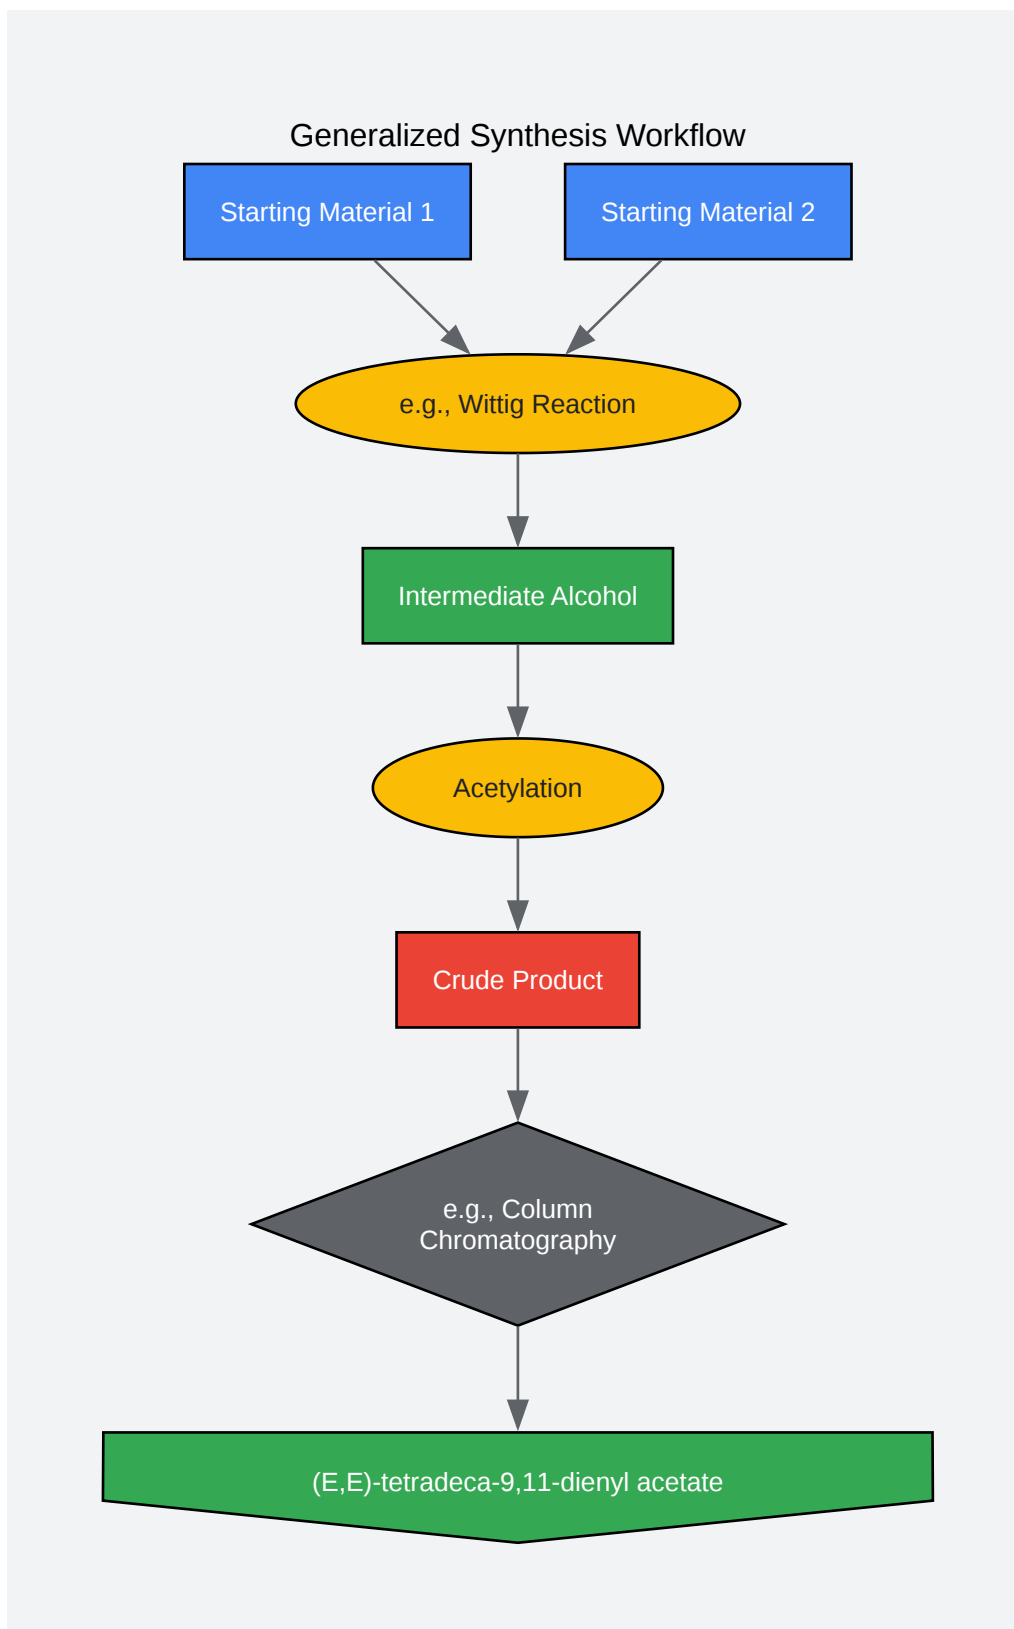 Generalized Synthesis Workflow
Starting Material 1
Starting Material 2
e.g., Wittig Reaction
Intermediate Alcohol
Acetylation
Crude Product
e.g., Column
Chromatography
(E,E)-tetradeca-9,11-dienyl acetate